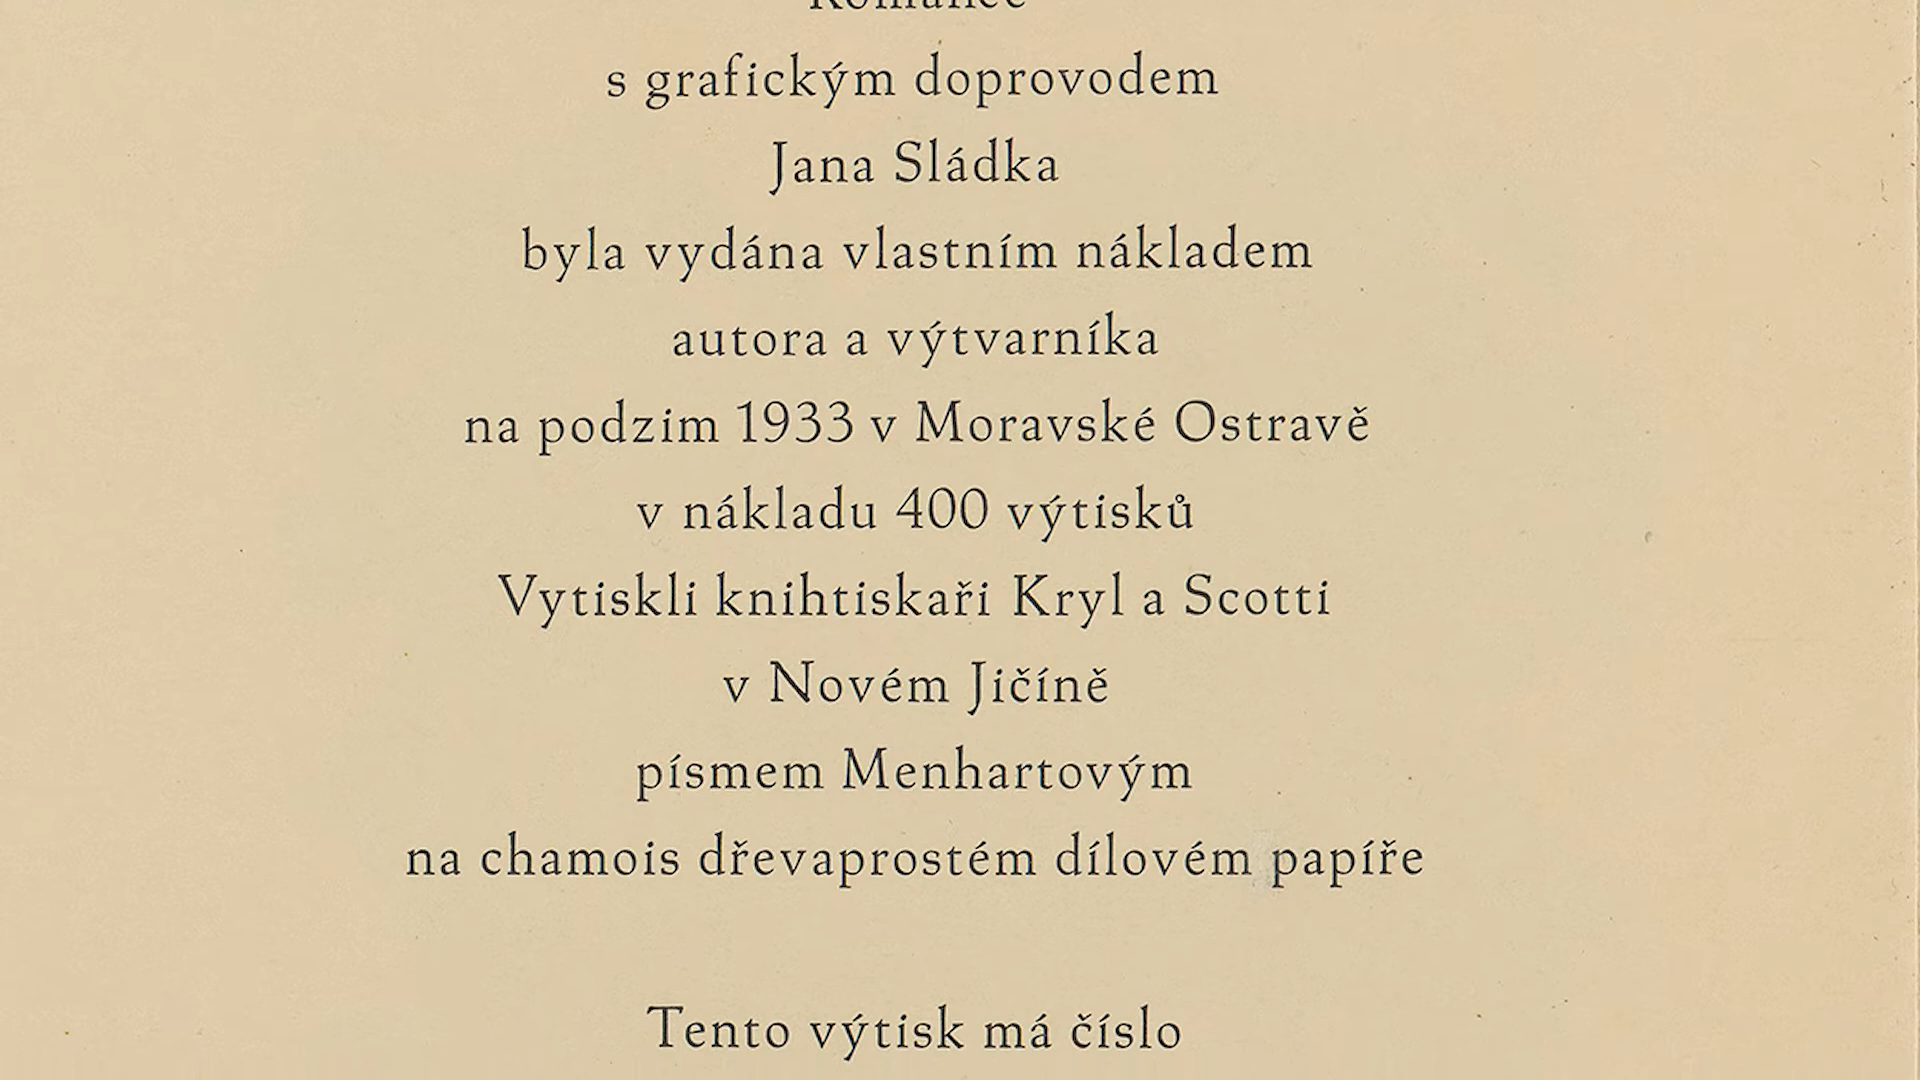 Romance
s grafickým doprovodem
Jana Sládka
byla vydána vlastním nákladem
autora a výtvarníka
na podzim 1933 v Moravské Ostravě
v nákladu 400 výtisků
Vytiskli knihtiskaři Kryl a Scotti
v Novém Jičíně
písmem Menhartovým
na chamois dřevaprostém dílovém papíře
Tento výtisk má číslo